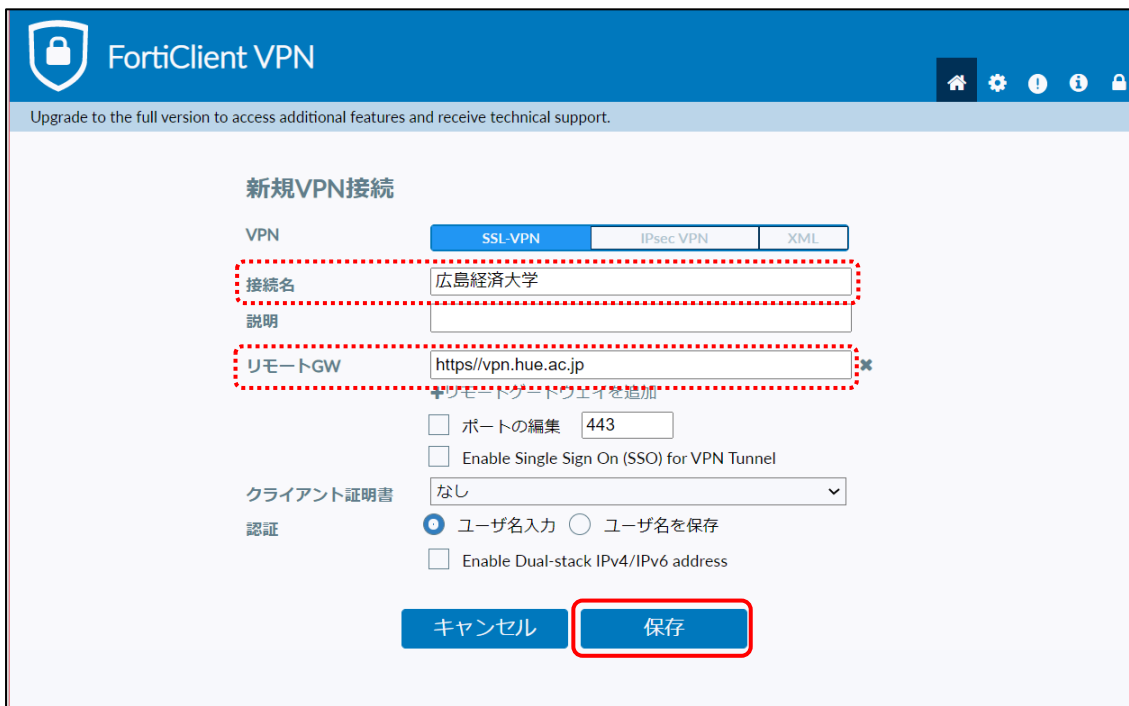 FortiClient VPN
Upgrade to the full version to access additional features and receive technical support.
新規VPN接続
VPN SSL-VPN IPsec VPN XML
接続名 広島経済大学
説明
リモートGW https//vpn.hue.ac.jp
+リモートゲートウェイを追加
ポートの編集 443
Enable Single Sign On (SSO) for VPN Tunnel
クライアント証明書 なし
認証 ユーザ名入力 ユーザ名を保存
Enable Dual-stack IPv4/IPv6 address
キャンセル 保存